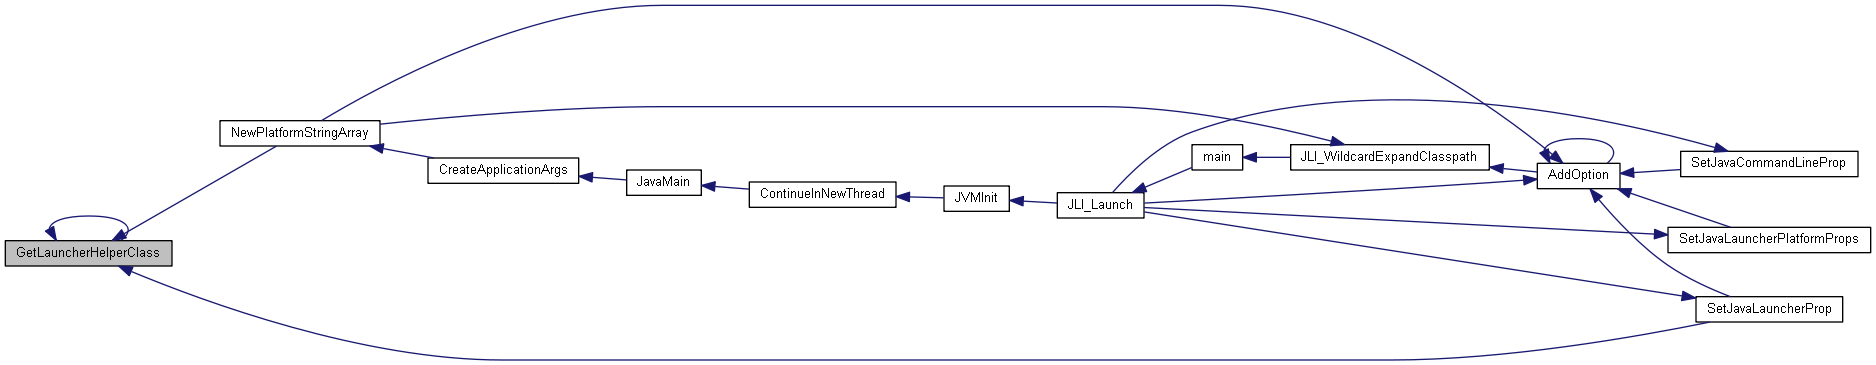 NewPlatformStringArray
main
JLI_WildcardExpandClasspath
SetJavaCommandLineProp
CreateApplicationArgs
AddOption
JavaMain
ContinueInNewThread
JVMInit
JLI_Launch
SetJavaLauncherPlatformProps
GetLauncherHelperClass
SetJavaLauncherProp